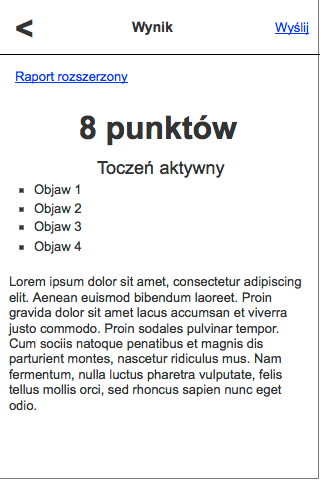 < Wynik Wyślij
Raport rozszerzony
8 punktów
Toczeń aktywny
Objaw 1
Objaw 2
Objaw 3
Objaw 4
Lorem ipsum dolor sit amet, consectetur adipiscing
elit. Aenean euismod bibendum laoreet. Proin
gravida dolor sit amet lacus accumsan et viverra
justo commodo. Proin sodales pulvinar tempor.
Cum sociis natoque penatibus et magnis dis
parturient montes, nascetur ridiculus mus. Nam
fermentum, nulla luctus pharetra vulputate, felis
tellus mollis orci, sed rhoncus sapien nunc eget
odio.